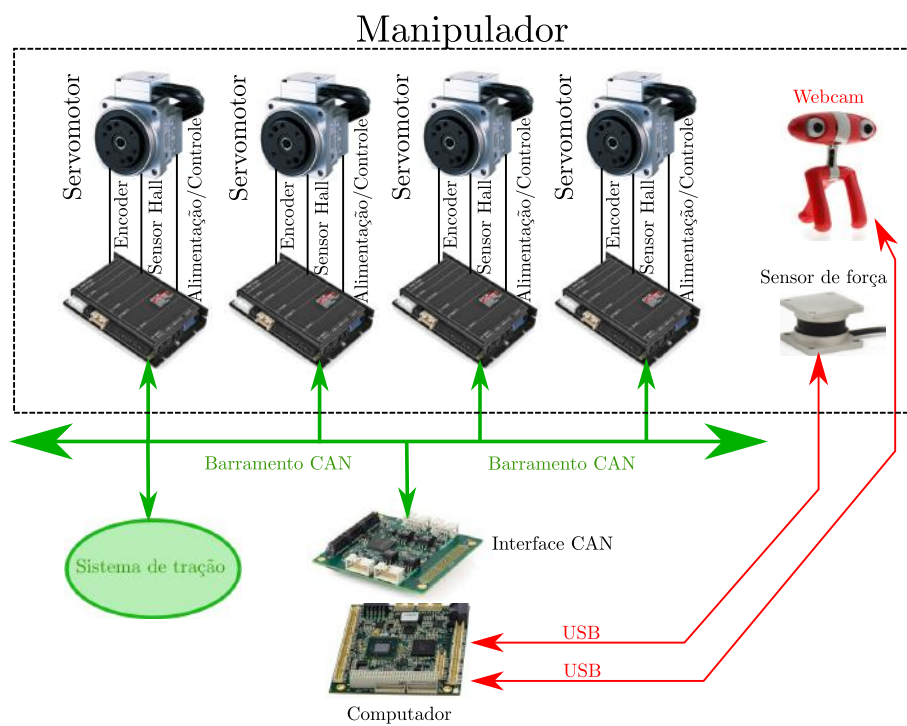 Manipulador
Servomotor
Encoder
Sensor Hall
Alimentação/Controle
Servomotor
Encoder
Sensor Hall
Alimentação/Controle
Servomotor
Encoder
Sensor Hall
Alimentação/Controle
Servomotor
Encoder
Sensor Hall
Alimentação/Controle
Webcam
Sensor de força
Barramento CAN
Barramento CAN
Sistema de tração
Interface CAN
USB
USB
Computador